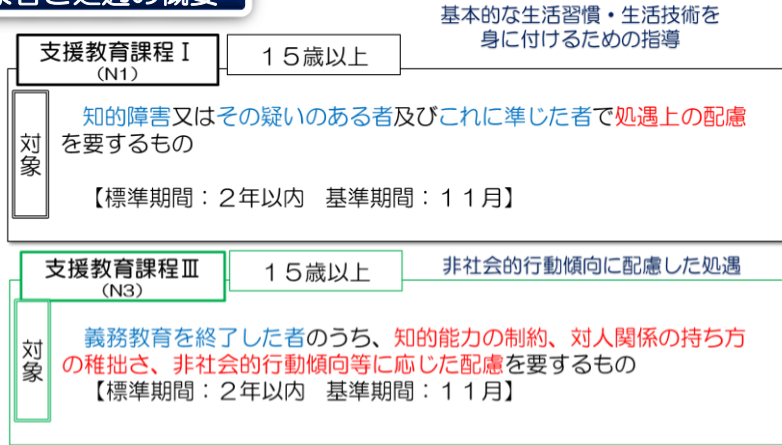 対象者と処遇の概要
基本的な生活習慣・生活技術を
身に付けるための指導
支援教育課程Ⅰ
(N1)
15歳以上
対象
知的障害又はその疑いのある者及びこれに準じた者で処遇上の配慮
を要するもの
【標準期間：2年以内 基準期間：11月】
支援教育課程Ⅲ
(N3)
15歳以上
非社会的行動傾向に配慮した処遇
対象
義務教育を終了した者のうち、知的能力の制約、対人関係の持ち方
の稚拙さ、非社会的行動傾向等に応じた配慮を要するもの
【標準期間：2年以内 基準期間：11月】